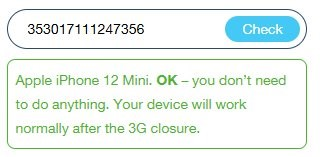 353017111247356 Check
Apple iPhone 12 Mini. OK – you don't need
to do anything. Your device will work
normally after the 3G closure.